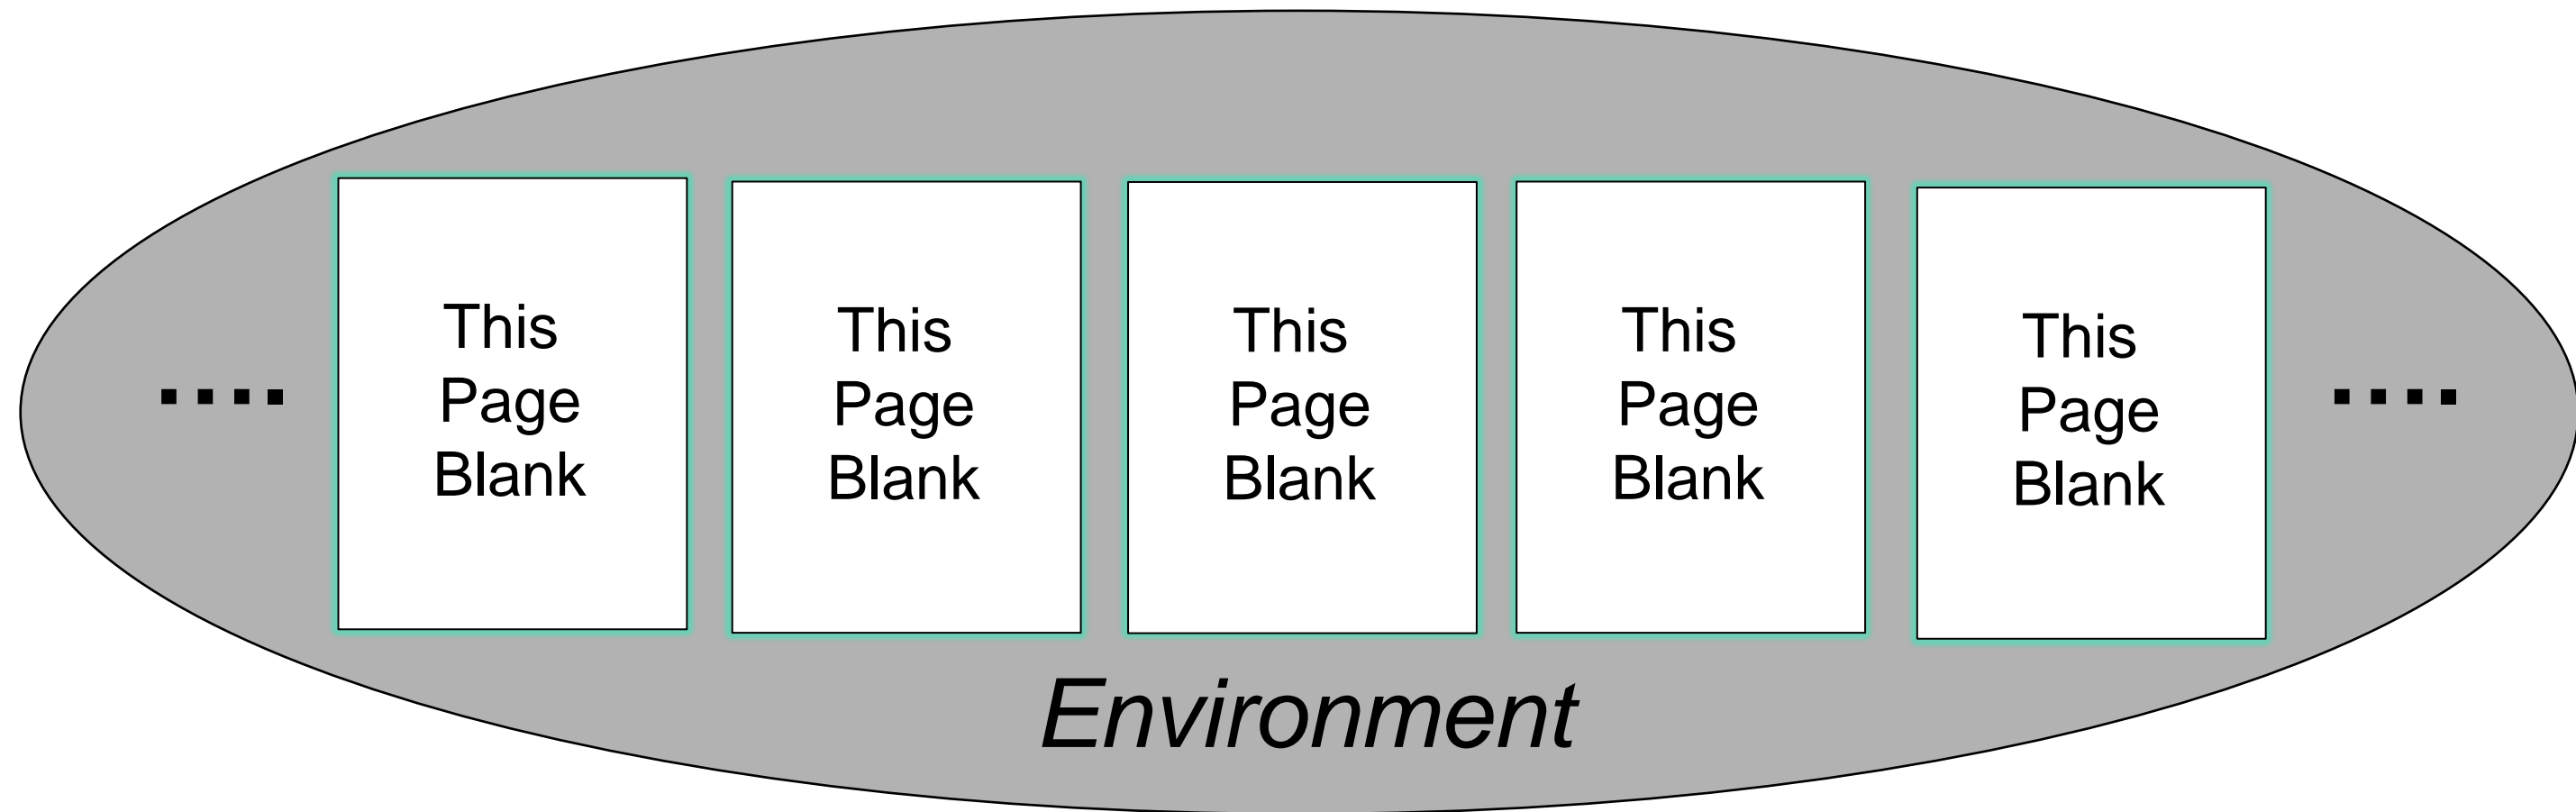 This
Page
Blank
This
Page
Blank
This
Page
Blank
This
Page
Blank
This
Page
Blank
....
....
Environment